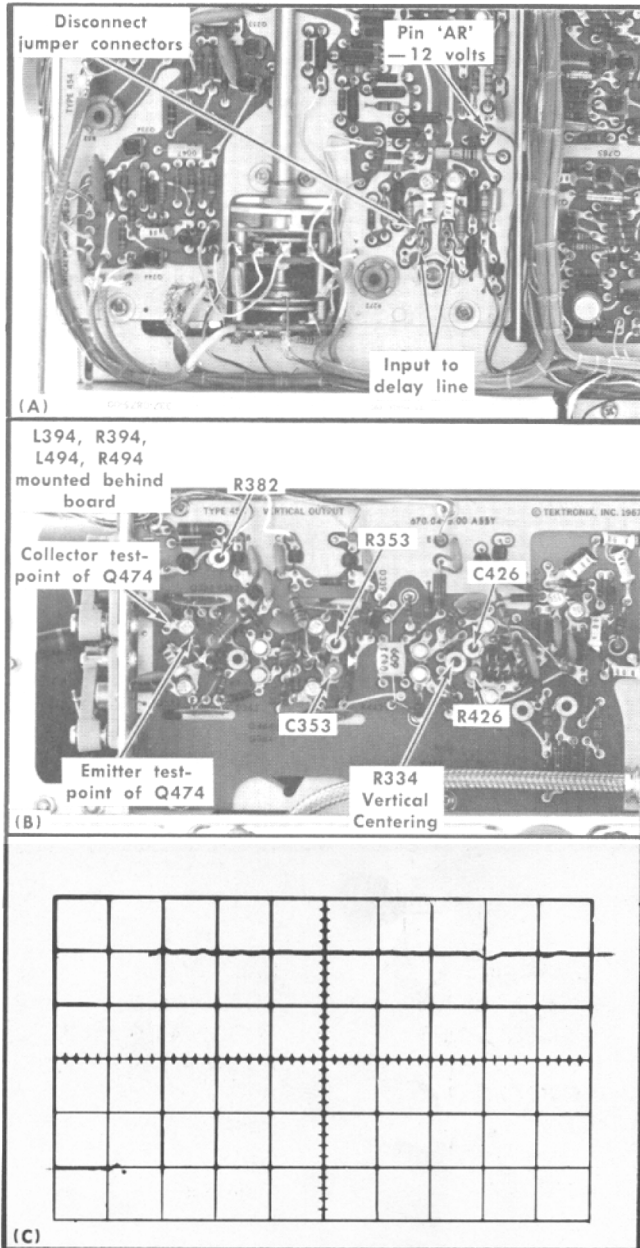 Disconnect
jumper connectors
Pin ‘AR’
—12 volts
TYPE 454
Input to
delay line
(A)
L394, R394,
L494, R494
mounted behind
board
R382
VERTICAL OUTPUT
© TEKTRONIX, INC. 1967
R353
Collector test-
point of Q474
C426
C353
R426
Emitter test-
point of Q474
R334
Vertical
Centering
(B)
(C)